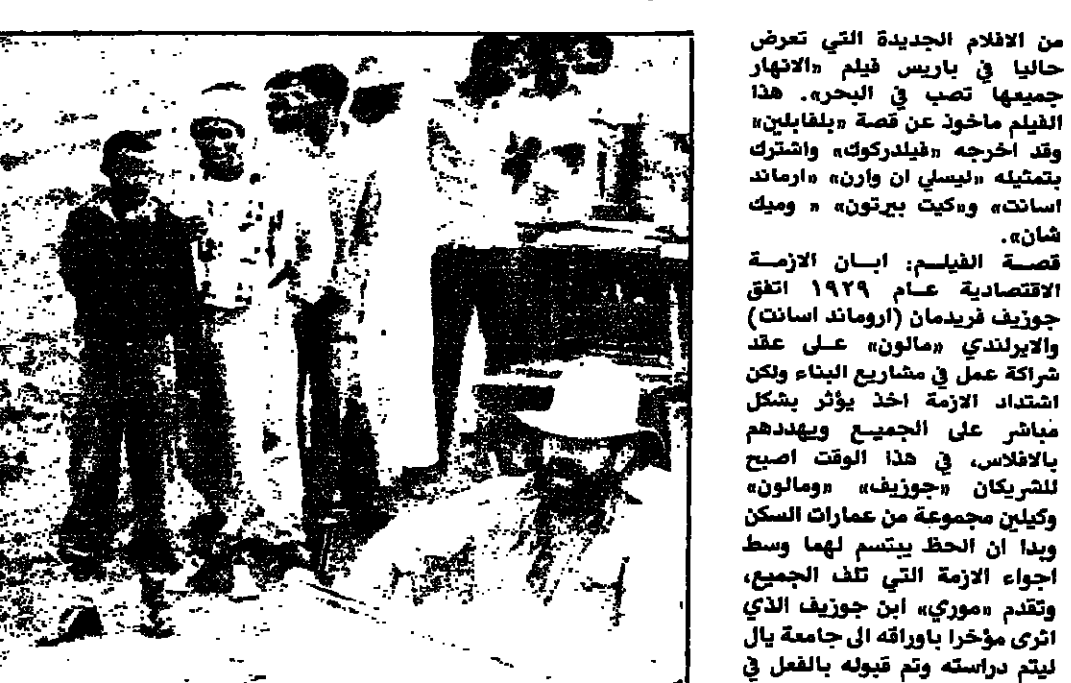 من الافلام الجديدة التي تعرض
حاليا في باريس فيلم «الانهار
جميعها تصب في البحر». هذا
الفيلم ماخوذ عن قصة «بلفابلين»
وقد اخرجه «فيلدركوك» واشترك
بتمثيله «ليسلي ان وارن» «ارماند
اسانت» و«كيت بيرتون» « وميك
شان».
قصة الفيلم: ابان الازمة
الاقتصادية عام ١٩٢٩ اتفق
جوزيف فريدمان (اروماند اسانت)
والايرلندي «مالون» على عقد
شراكة عمل في مشاريع البناء ولكن
اشتداد الازمة اخذ يؤثر بشكل
مباشر على الجميع ويهددهم
بالافلاس، في هذا الوقت اصبح
للشريكان «جوزيف» «ومالون»
وكيلين مجموعة من عمارات السكن
وبدا ان الحظ يبتسم لهما وسط
اجواء الازمة التي تلف الجميع،
وتقدم «موري» ابن جوزيف الذي
اثرى مؤخرا باوراقه الى جامعة يال
ليتم دراسته وتم قبوله بالفعل في